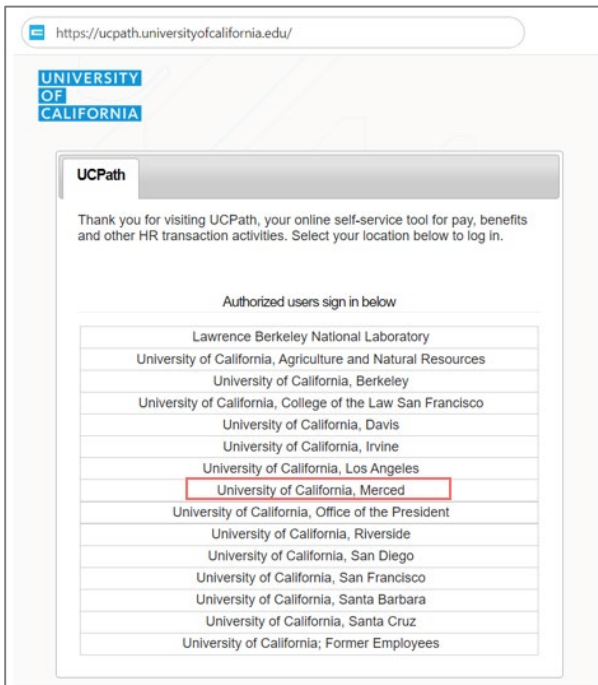 https://ucpath.universityofcalifornia.edu/
UNIVERSITY
OF
CALIFORNIA
UCPath
Thank you for visiting UCPath, your online self-service tool for pay, benefits
and other HR transaction activities. Select your location below to log in.
Authorized users sign in below
Lawrence Berkeley National Laboratory
University of California, Agriculture and Natural Resources
University of California, Berkeley
University of California, College of the Law San Francisco
University of California, Davis
University of California, Irvine
University of California, Los Angeles
University of California, Merced
University of California, Office of the President
University of California, Riverside
University of California, San Diego
University of California, San Francisco
University of California, Santa Barbara
University of California, Santa Cruz
University of California; Former Employees